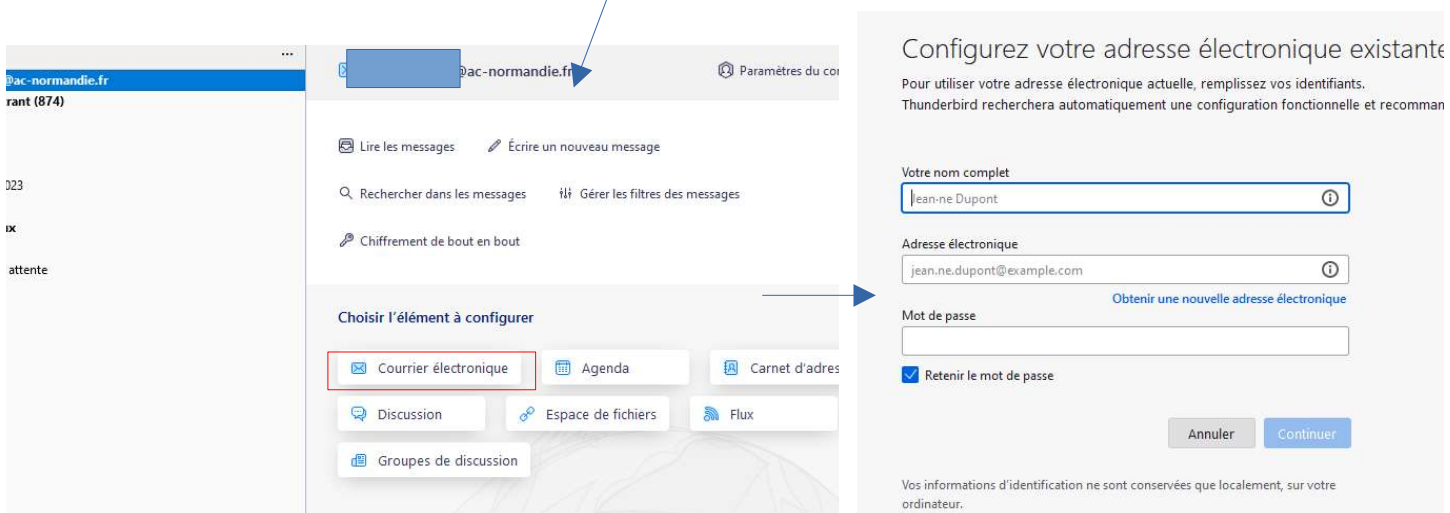 ...
@ac-normandie.fr
rant (874)
023
ux
attente
@ac-normandie.fr
Paramètres du con
Lire les messages
Écrire un nouveau message
Rechercher dans les messages
Gérer les filtres des messages
Chiffrement de bout en bout
Choisir l'élément à configurer
Courrier électronique
Agenda
Carnet d'adres
Discussion
Espace de fichiers
Flux
Groupes de discussion
Configurez votre adresse électronique existante
Pour utiliser votre adresse électronique actuelle, remplissez vos identifiants.
Thunderbird recherchera automatiquement une configuration fonctionnelle et recomman
Votre nom complet
Jean-ne Dupont
Adresse électronique
jean.ne.dupont@example.com
Obtenir une nouvelle adresse électronique
Mot de passe
Retenir le mot de passe
Annuler
Continuer
Vos informations d'identification ne sont conservées que localement, sur votre
ordinateur.